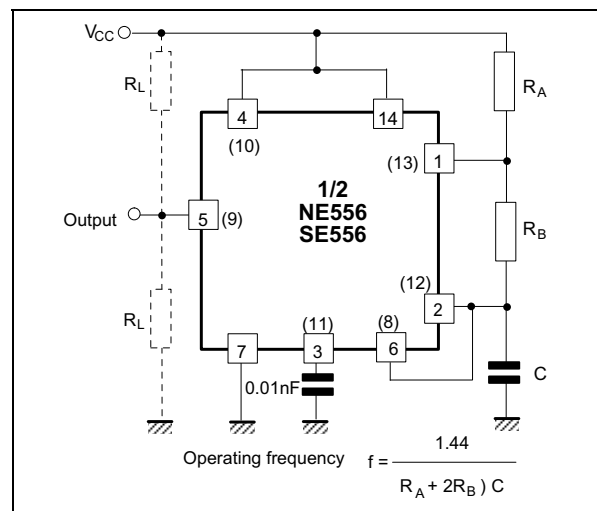 VCC
RL
4
14
RA
(10)
(13)
1
1/2
NE556
SE556
Output
5
(9)
RB
(12)
2
RL
(11)
(8)
7
3
6
0.01nF
C
Operating frequency f = 1.44
RA + 2RB ) C